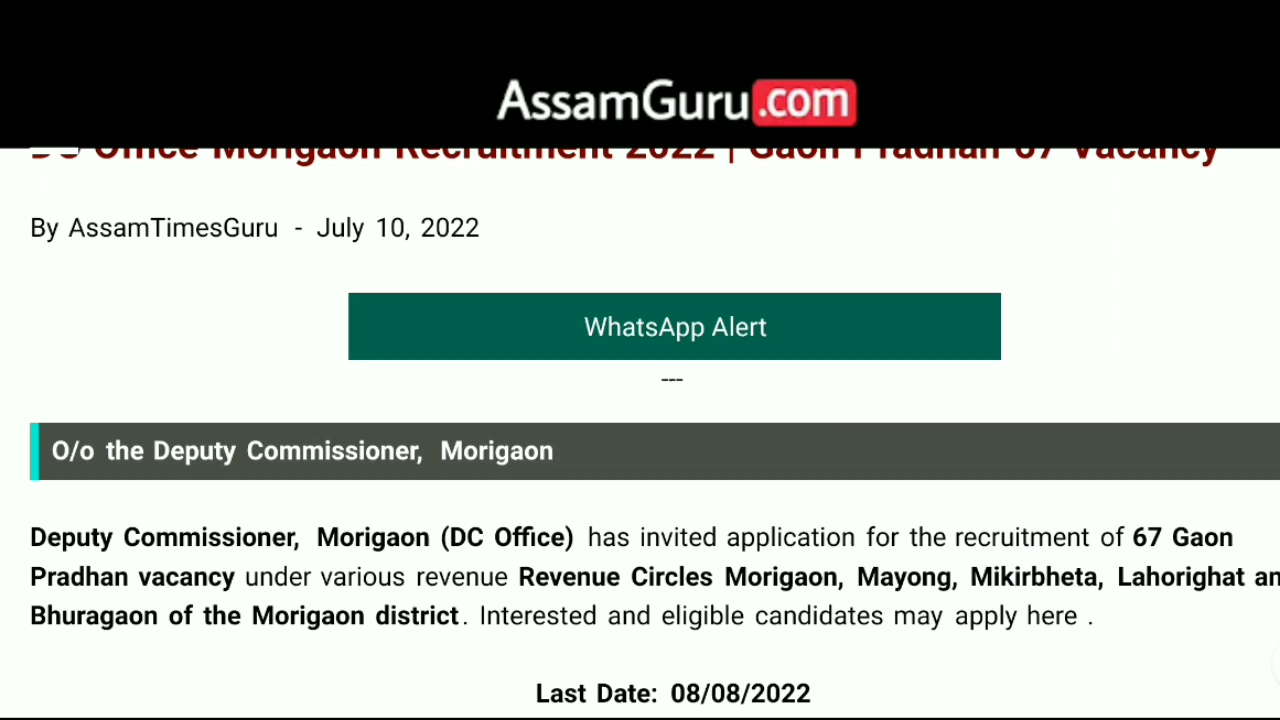 AssamGuru.com
DC Office Morigaon Recruitment 2022 | Gaon Pradhan 67 Vacancy
By AssamTimesGuru - July 10, 2022
WhatsApp Alert
---
O/o the Deputy Commissioner, Morigaon
Deputy Commissioner, Morigaon (DC Office) has invited application for the recruitment of 67 Gaon
Pradhan vacancy under various revenue Revenue Circles Morigaon, Mayong, Mikirbheta, Lahorighat an
Bhuragaon of the Morigaon district. Interested and eligible candidates may apply here .
Last Date: 08/08/2022